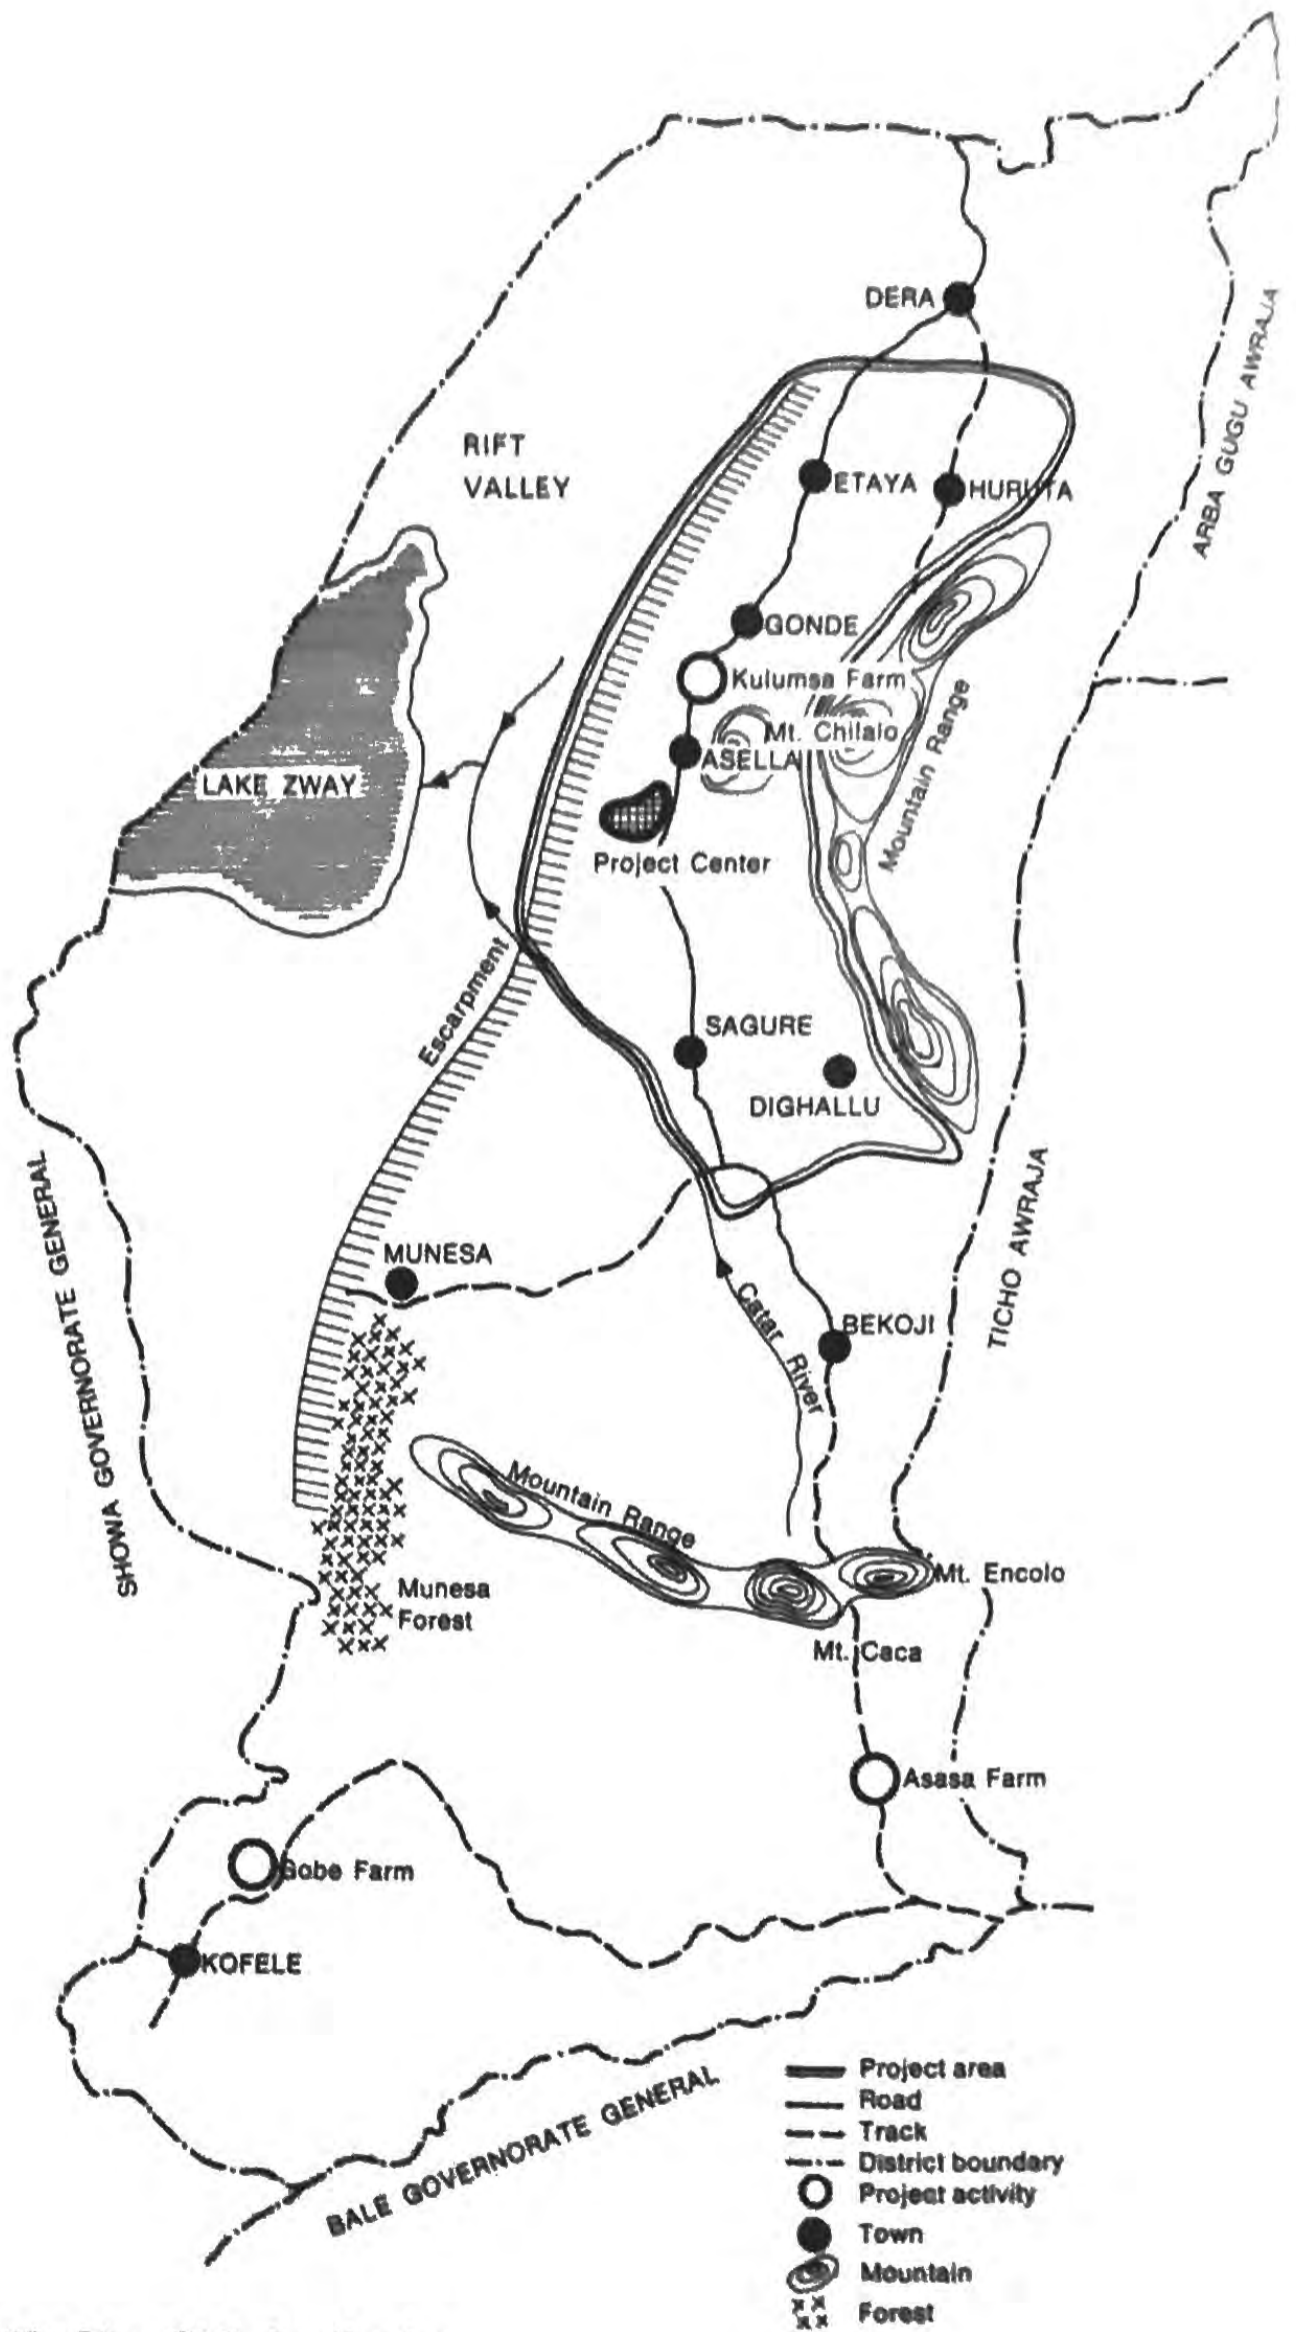 DERA
RIFT
VALLEY
ETAYA
HURUTA
ARBA GUGU AWRAJA
GONDE
Kulumsa Farm
Mt. Chilalo
ASELLA
Mountain Range
LAKE ZWAY
Project Center
Escarpment
SAGURE
DIGHALLU
SHOWA GOVERNORATE GENERAL
TICHO AWRAJA
MUNESA
Catar River
BEKOJI
Mountain Range
Munesa
Forest
Mt. Encolo
Mt. Caca
Asasa Farm
Gobe Farm
KOFELE
BALE GOVERNORATE GENERAL
Project area
Road
Track
District boundary
Project activity
Town
Mountain
Forest